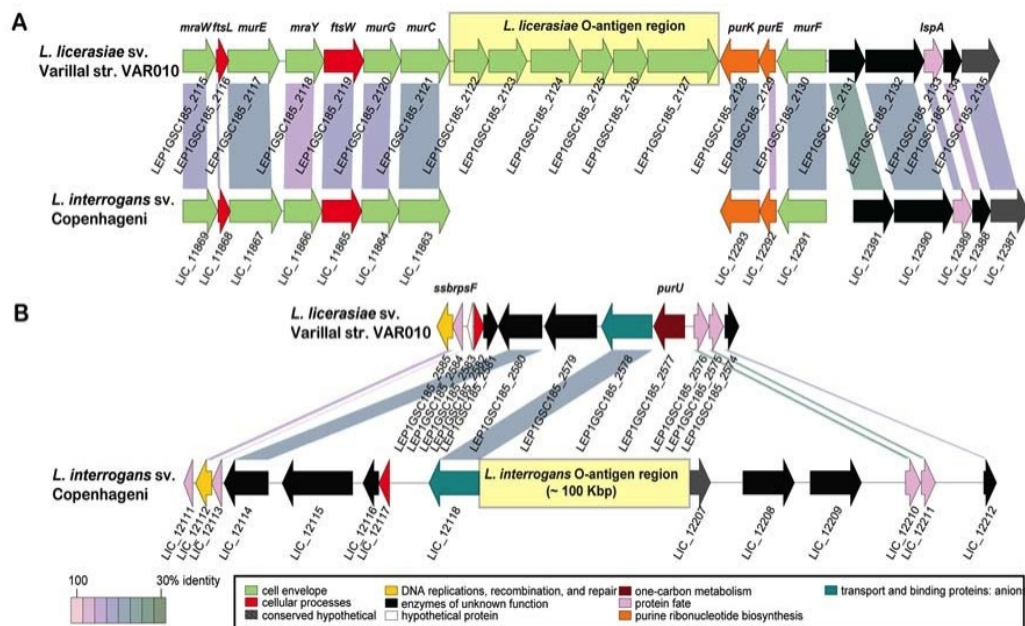 A
mraW ftsL murE mraY ftsW murG murC L. licerasiae O-antigen region purK purE murF lspA
L. licerasiae sv.
Varillal str. VAR010
LEP1GSC185_2115
LEP1GSC185_2116
LEP1GSC185_2117
LEP1GSC185_2118
LEP1GSC185_2119
LEP1GSC185_2120
LEP1GSC185_2121
LEP1GSC185_2122
LEP1GSC185_2123
LEP1GSC185_2124
LEP1GSC185_2125
LEP1GSC185_2126
LEP1GSC185_2127
LEP1GSC185_2128
LEP1GSC185_2129
LEP1GSC185_2130
LEP1GSC185_2131
LEP1GSC185_2132
LEP1GSC185_2133
LEP1GSC185_2134
LEP1GSC185_2135
L. interrogans sv.
Copenhageni
LIC_11869
LIC_11868
LIC_11867
LIC_11866
LIC_11865
LIC_11864
LIC_11863
LIC_12293
LIC_12292
LIC_12291
LIC_12391
LIC_12390
LIC_12389
LIC_12388
LIC_12387
B
ssbrpsF purU
L. licerasiae sv.
Varillal str. VAR010
LEP1GSC185_2585
LEP1GSC185_2584
LEP1GSC185_2583
LEP1GSC185_2582
LEP1GSC185_2581
LEP1GSC185_2580
LEP1GSC185_2579
LEP1GSC185_2578
LEP1GSC185_2577
LEP1GSC185_2576
LEP1GSC185_2575
LEP1GSC185_2574
L. interrogans sv.
Copenhageni
L. interrogans O-antigen region
(~ 100 Kbp)
LIC_12111
LIC_12112
LIC_12113
LIC_12114
LIC_12115
LIC_12116
LIC_12117
LIC_12118
LIC_12207
LIC_12208
LIC_12209
LIC_12210
LIC_12211
LIC_12212
100 30% identity
cell envelope
cellular processes
conserved hypothetical
DNA replications, recombination, and repair
enzymes of unknown function
hypothetical protein
one-carbon metabolism
protein fate
purine ribonucleotide biosynthesis
transport and binding proteins: anions